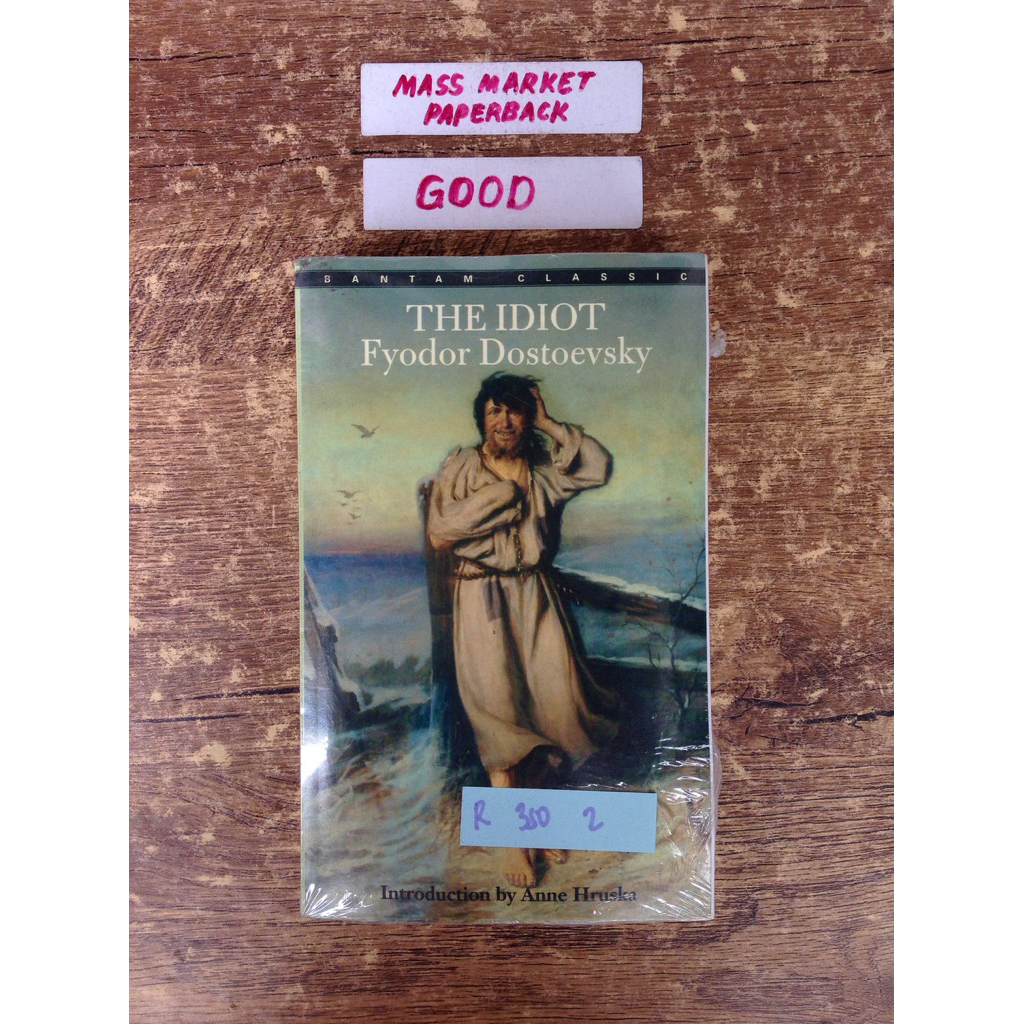 MASS MARKET
PAPERBACK
GOOD
BANTAM CLASSIC
THE IDIOT
Fyodor Dostoevsky
R 350 2
Introduction by Anne Hruska